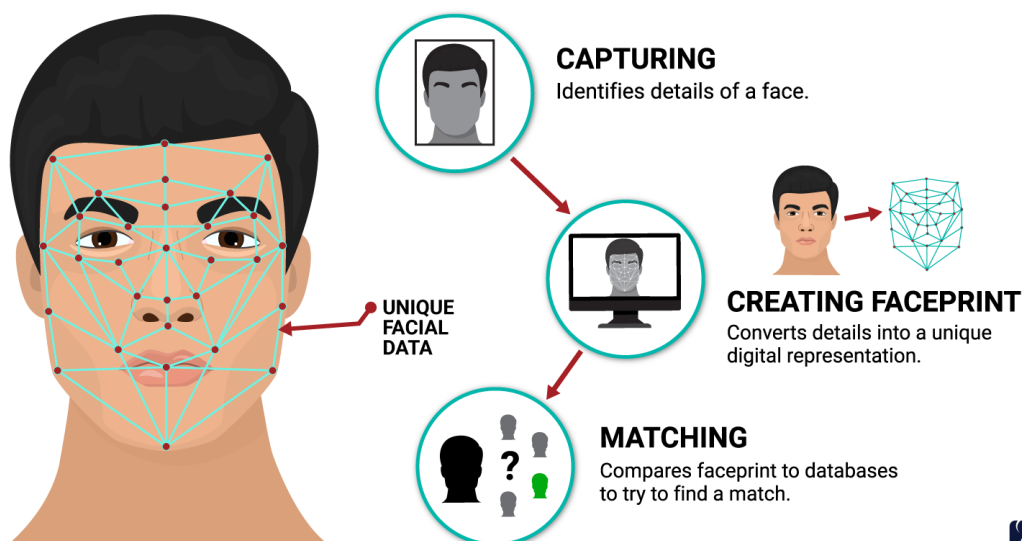 CAPTURING
Identifies details of a face.
UNIQUE
FACIAL
DATA
CREATING FACEPRINT
Converts details into a unique
digital representation.
?
MATCHING
Compares faceprint to databases
to try to find a match.